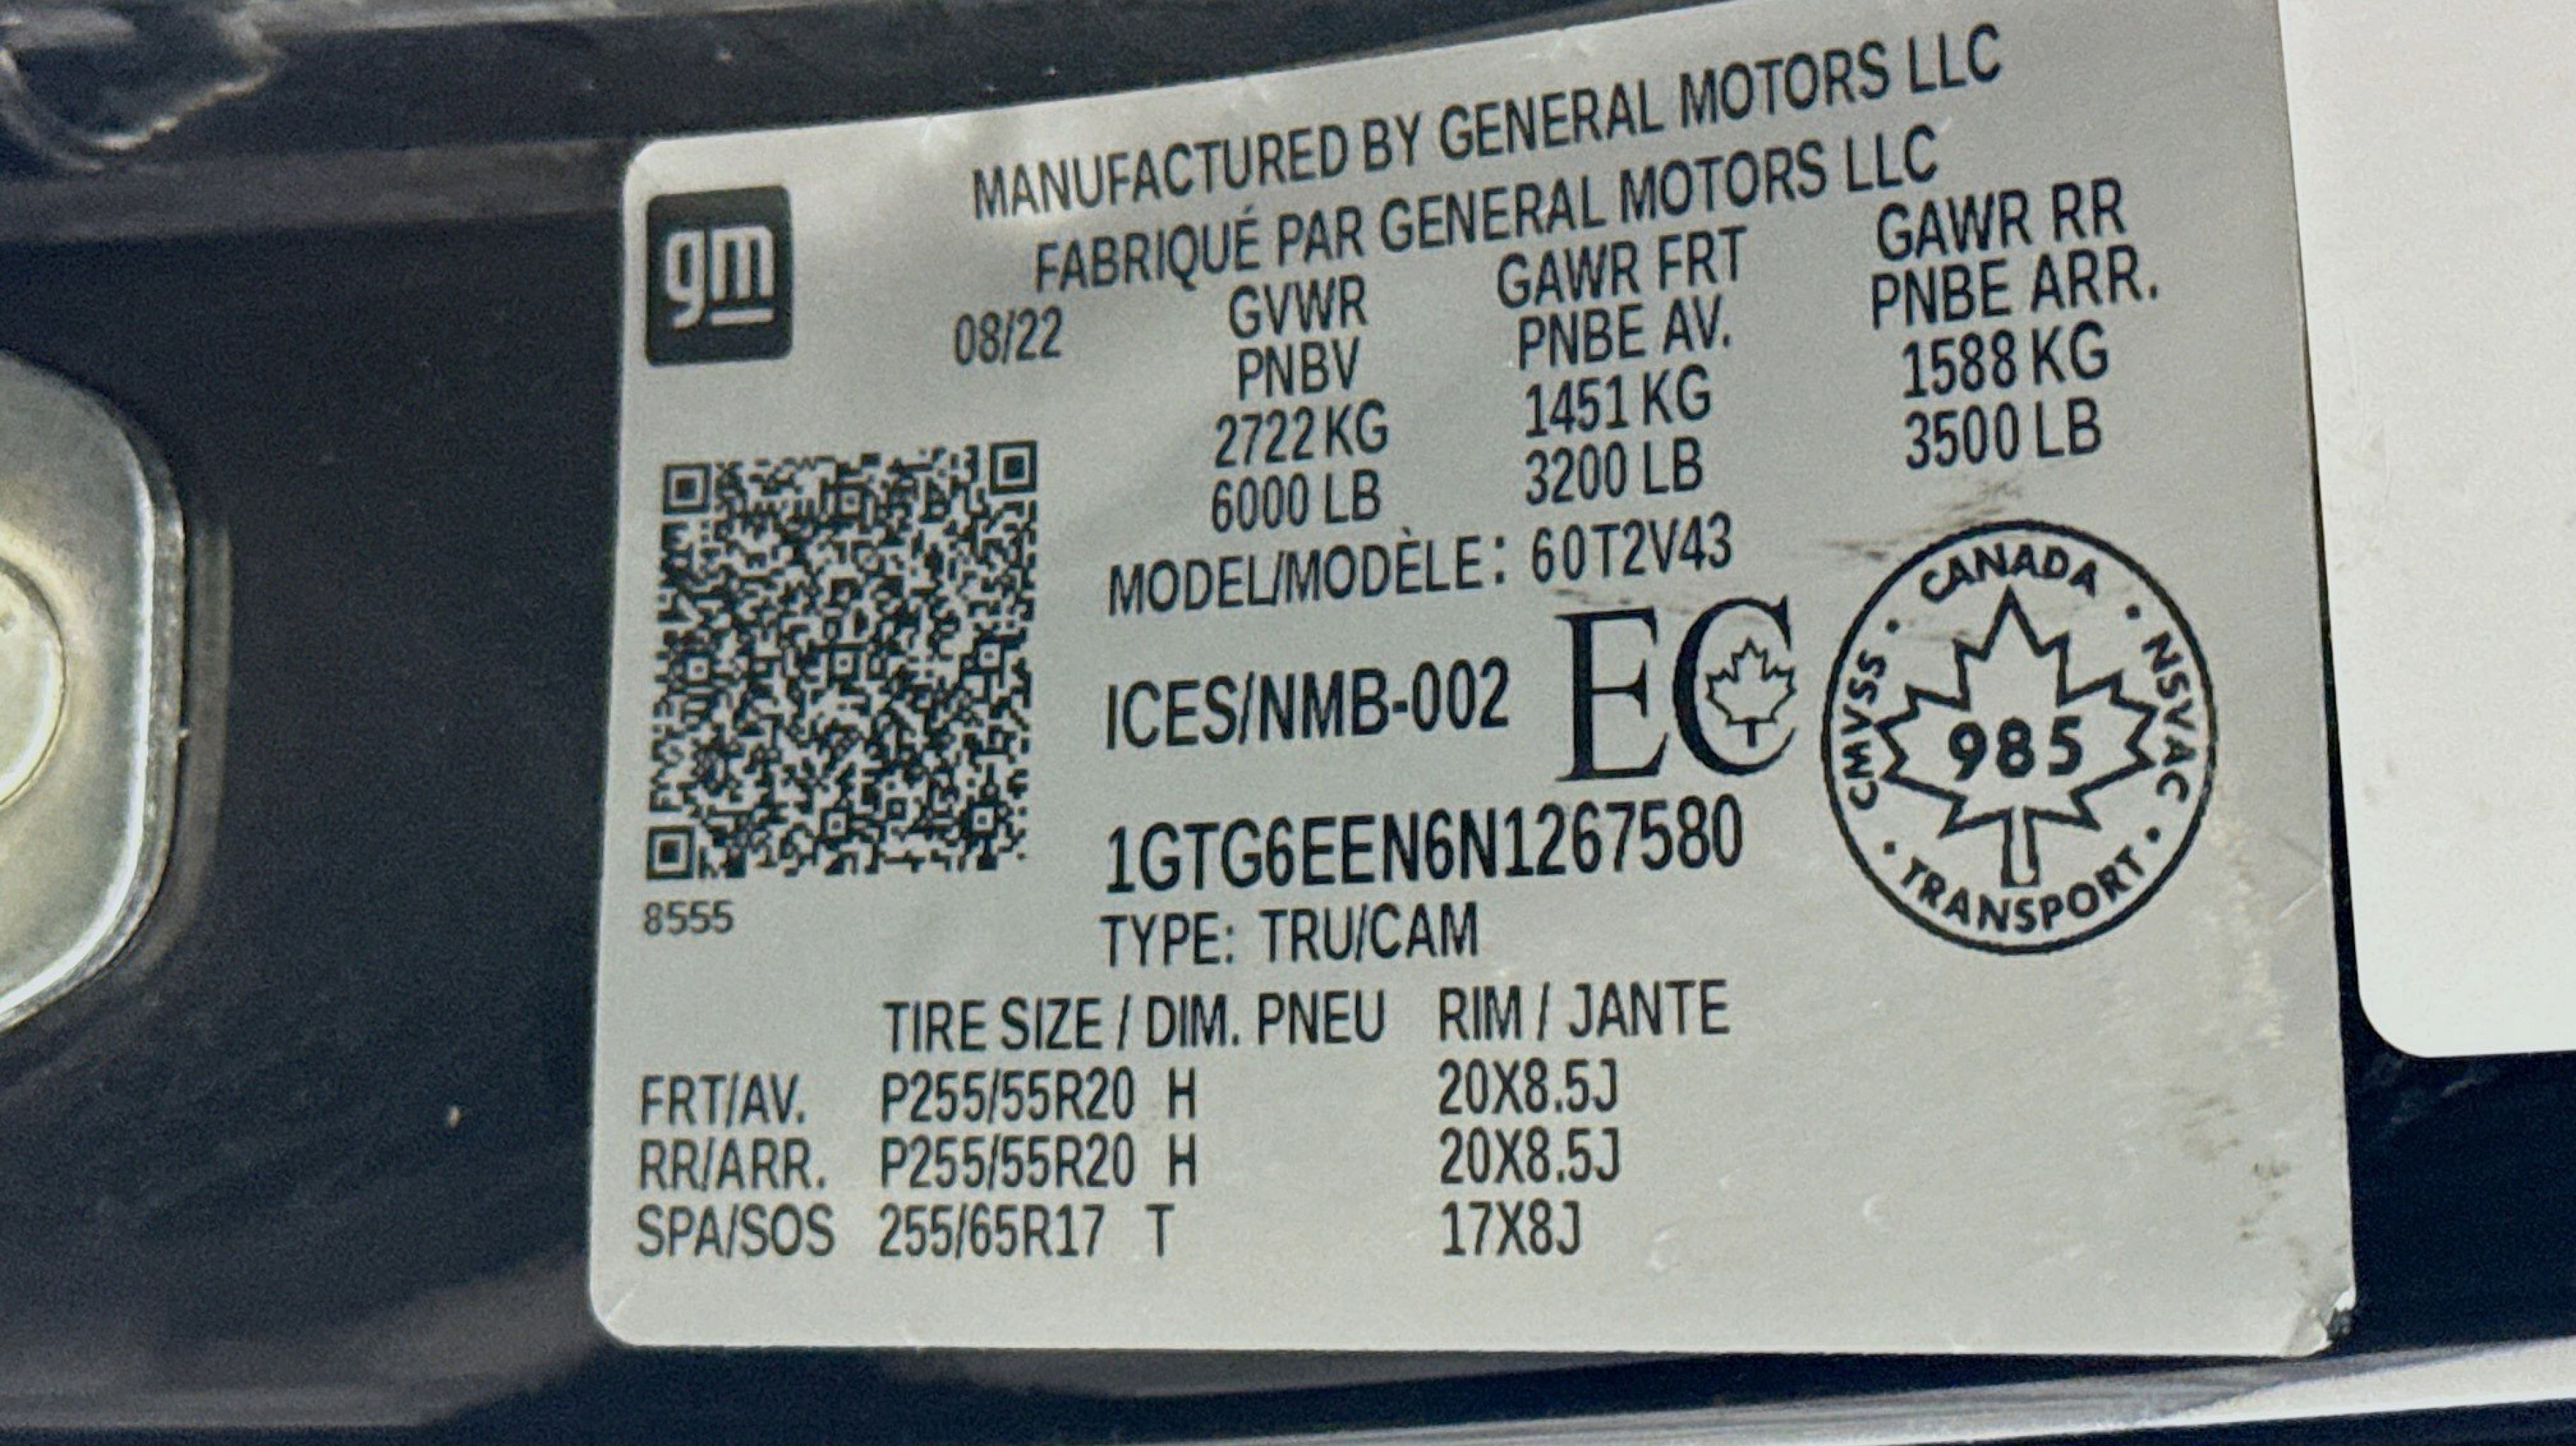 MANUFACTURED BY GENERAL MOTORS LLC
FABRIQUÉ PAR GENERAL MOTORS LLC
gm
08/22
GVWR GAWR FRT GAWR RR
PNBV PNBE AV. PNBE ARR.
2722 KG 1451 KG 1588 KG
6000 LB 3200 LB 3500 LB
MODEL/MODÈLE: 60T2V43
ICES/NMB-002 EC
CANADA · NSVAC · TRANSPORT · CMVSS ·
985
1GTG6EEN6N1267580
8555
TYPE: TRU/CAM
TIRE SIZE / DIM. PNEU RIM / JANTE
FRT/AV. P255/55R20 H 20X8.5J
RR/ARR. P255/55R20 H 20X8.5J
SPA/SOS 255/65R17 T 17X8J